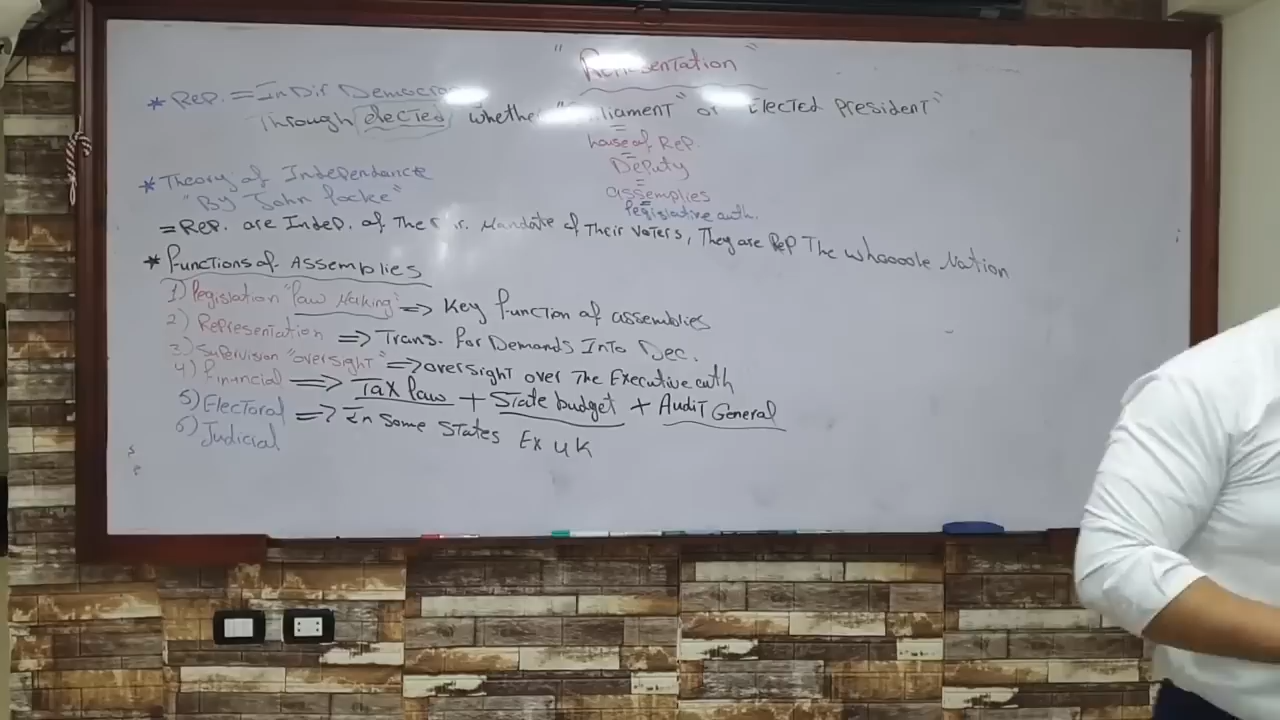 " Representation "
* Rep. = InDir Democra
Through elected whether "Parliament" or Elected president"
=
house of Rep.
=
Deputy
=
assemplies
=
legislative auth.
* Theory of Independance
"By John Locke"
= Rep. are Indep. of The Mandate of Their Voters, They are Rep The whooole Nation
* Functions of Assemblies
1) Legislation "Law Making" => Key Function of assemblies
2) Representation => Trans. For Demands Into Dec.
3) Supervision "oversight" => oversight over The Executive auth
4) Financial => Tax Law + State budget + Audit General
5) Electoral => In some States Ex UK
6) Judicial